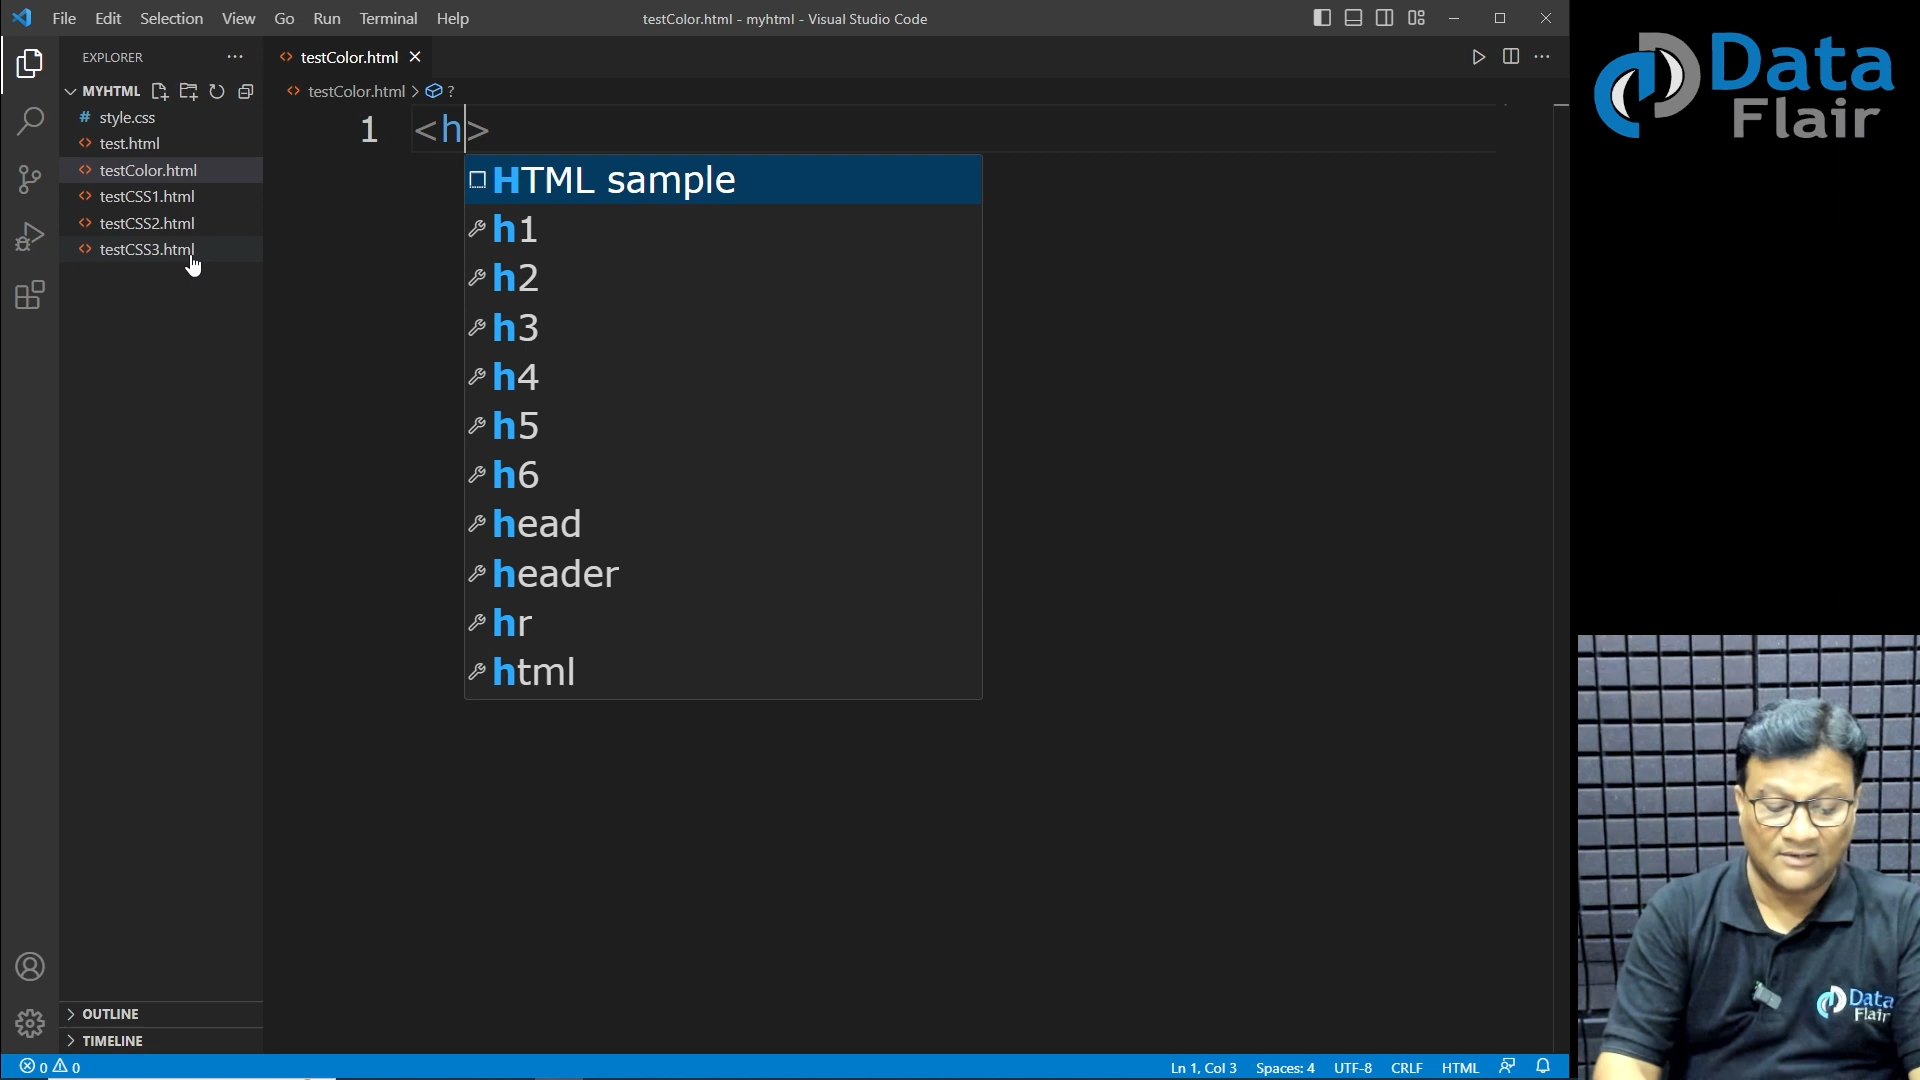 File Edit Selection View Go Run Terminal Help
testColor.html - myhtml - Visual Studio Code
EXPLORER
MYHTML
style.css
test.html
testColor.html
testCSS1.html
testCSS2.html
testCSS3.html
OUTLINE
TIMELINE
testColor.html
testColor.html > ?
1 <h>
HTML sample
h1
h2
h3
h4
h5
h6
head
header
hr
html
0 0
Ln 1, Col 3 Spaces: 4 UTF-8 CRLF HTML
Data
Flair
Data
Flair